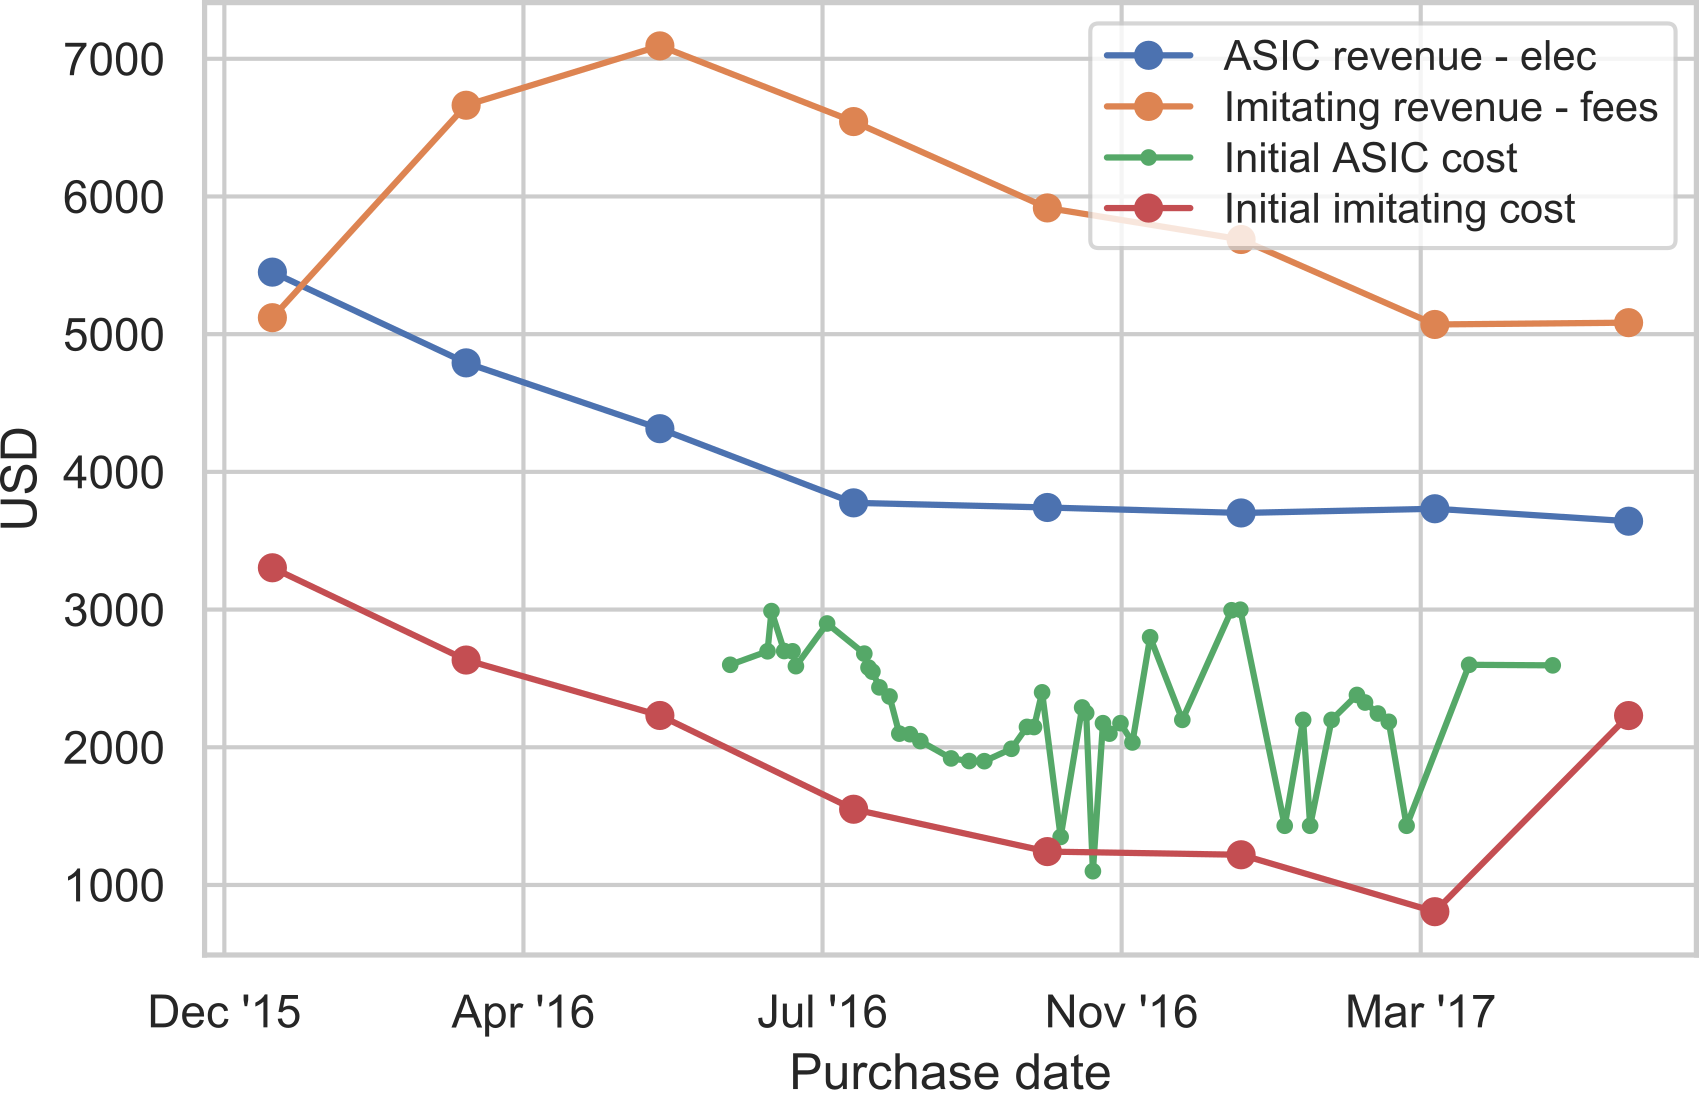 ASIC revenue - elec
Imitating revenue - fees
Initial ASIC cost
Initial imitating cost
7000
6000
5000
4000
3000
2000
1000
USD
Dec '15 Apr '16 Jul '16 Nov '16 Mar '17
Purchase date